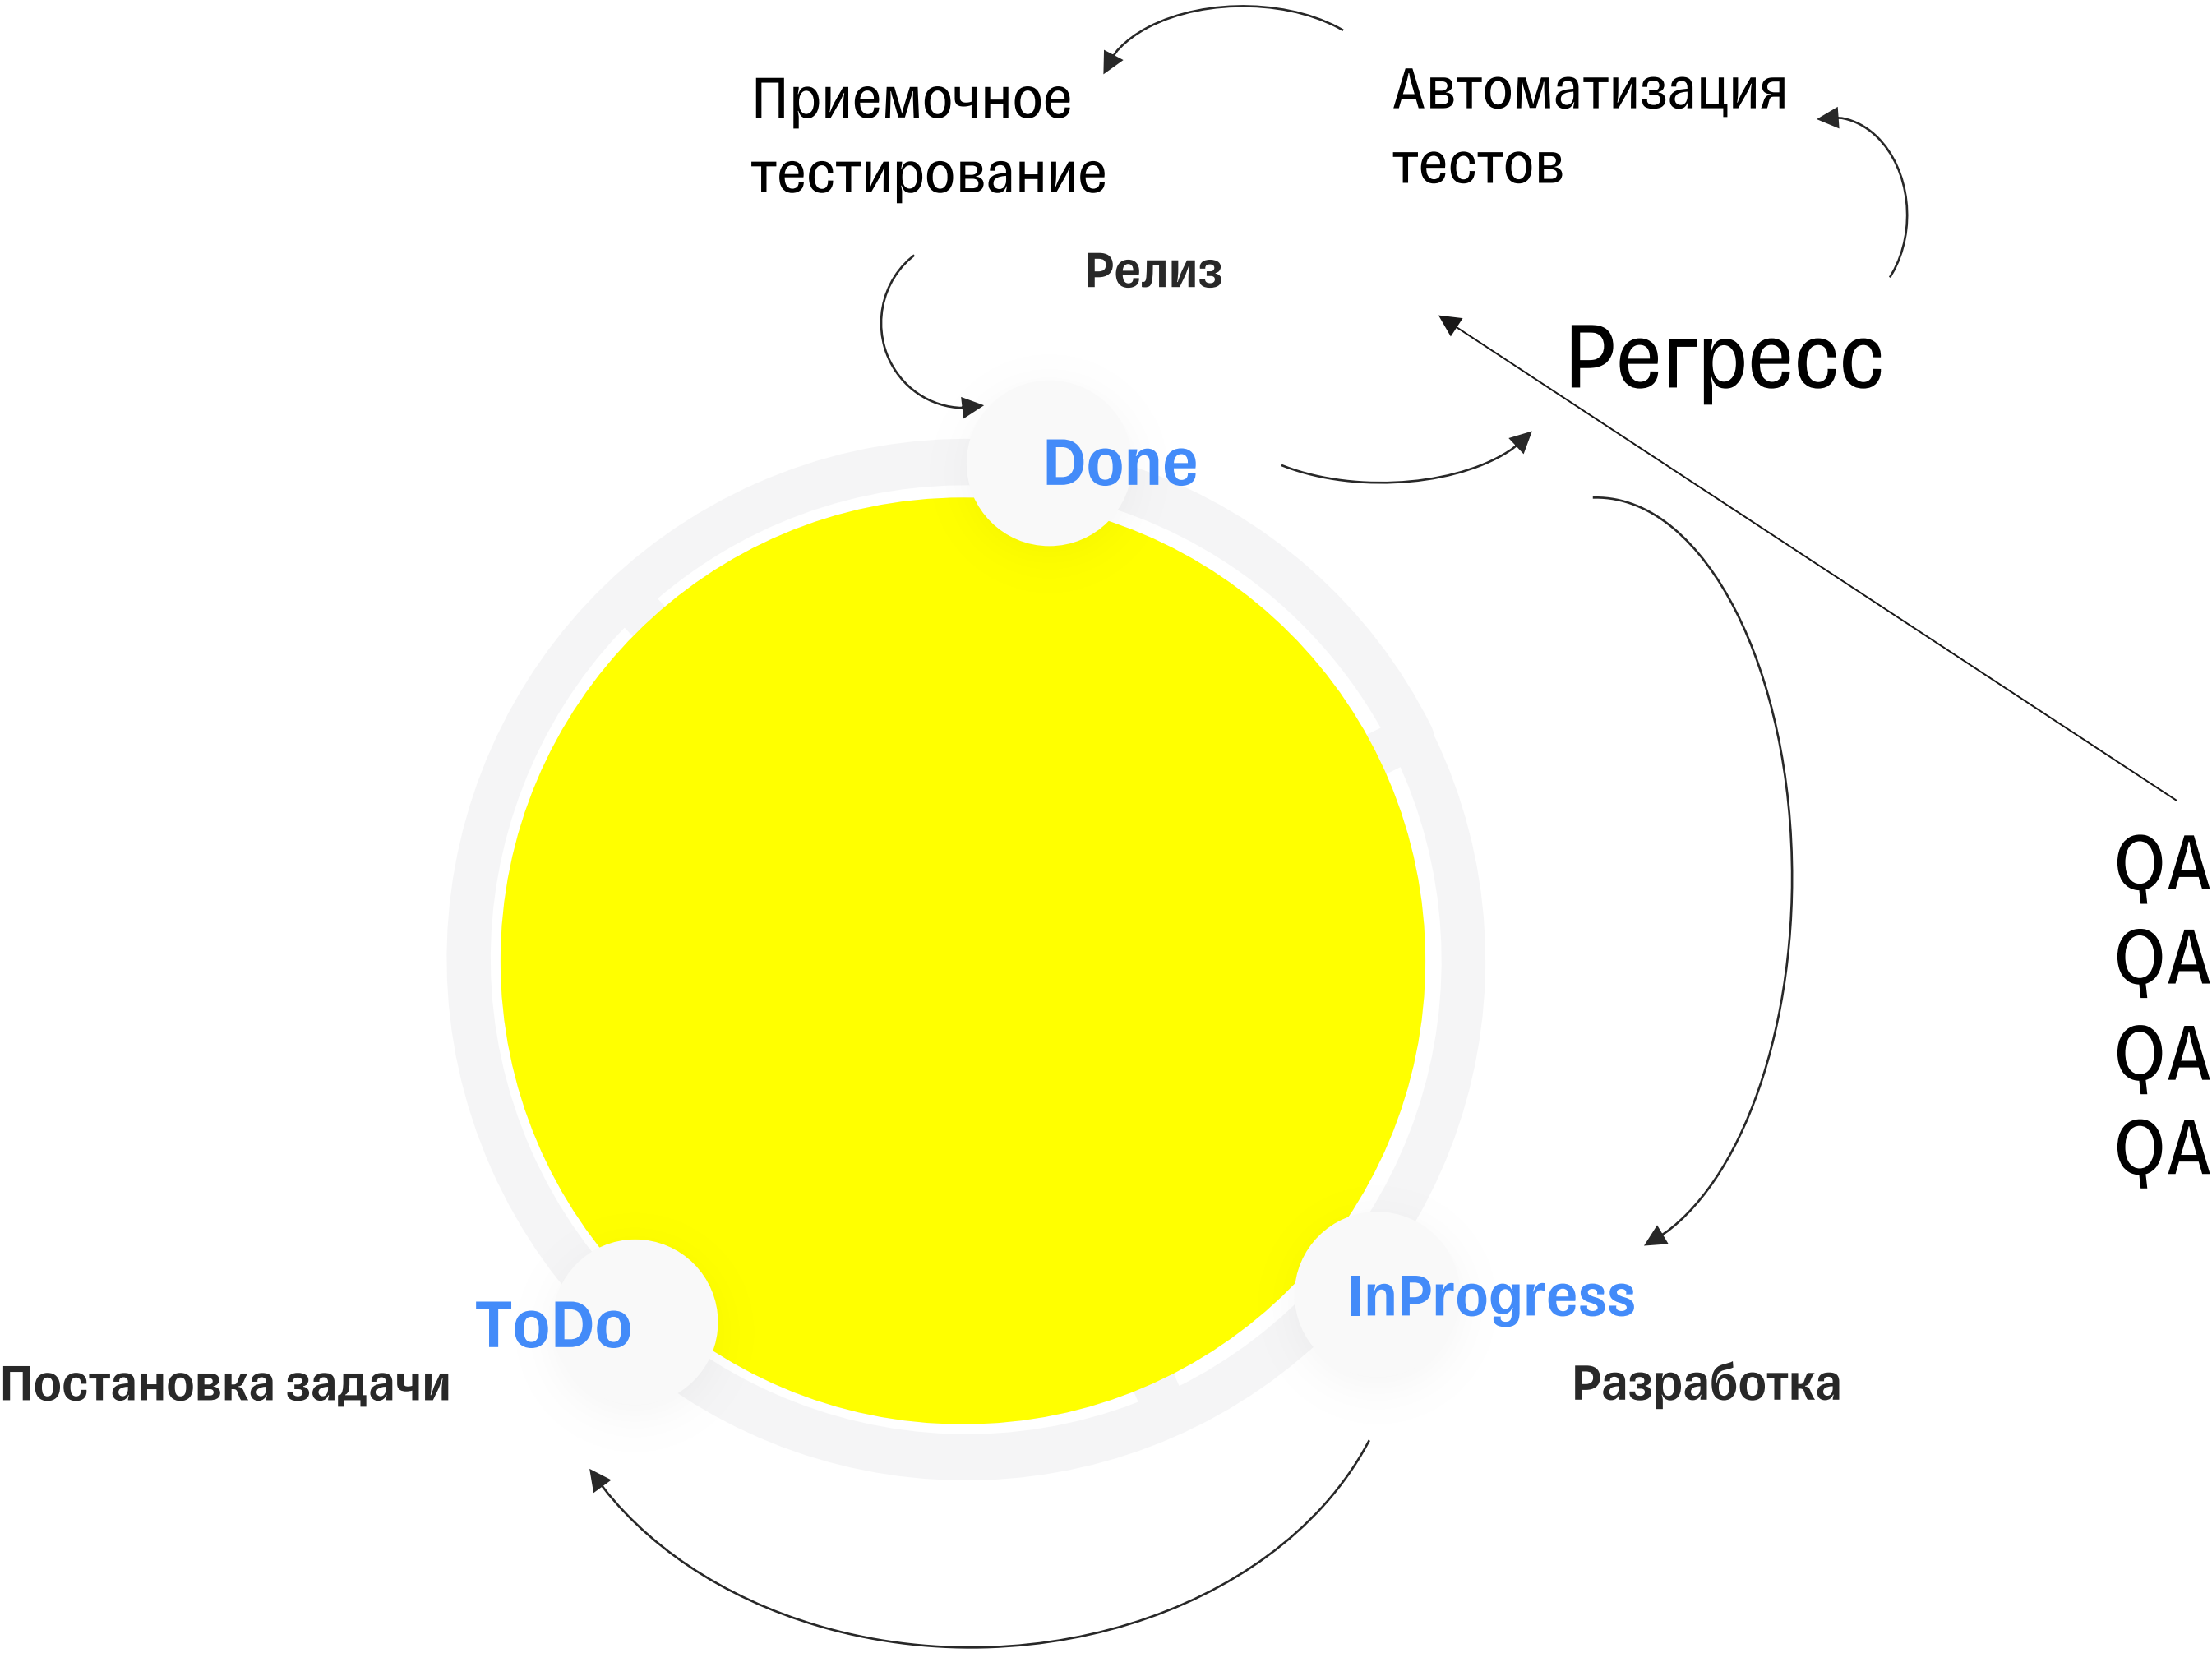 Приемочное
тестирование
Автоматизация
тестов
Релиз
Регресс
Done
QA
QA
QA
QA
InProgress
ToDo
Разработка
Постановка задачи